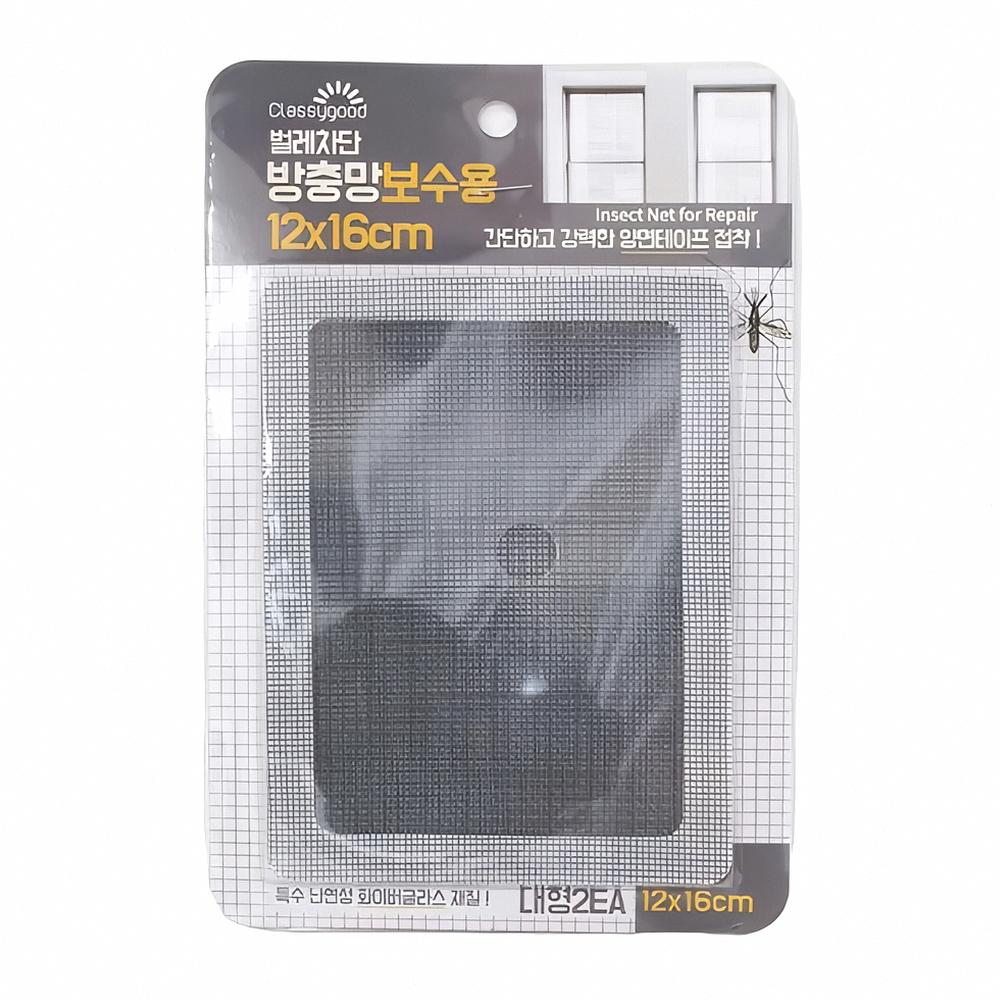 Classygood
벌레차단
방충망보수용
12x16cm
Insect Net for Repair
간단하고 강력한 양면테이프 접착!
특수 난연성 화이버글라스 재질!
대형2EA 12x16cm